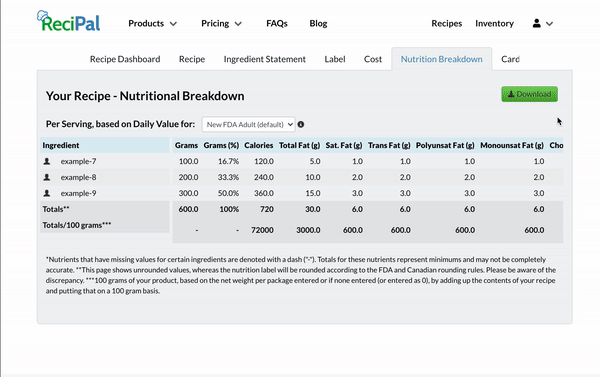 ReciPal
Products Pricing FAQs Blog Recipes Inventory
Recipe Dashboard Recipe Ingredient Statement Label Cost Nutrition Breakdown Card
Your Recipe - Nutritional Breakdown Download
Per Serving, based on Daily Value for: New FDA Adult (default)
Ingredient Grams Grams (%) Calories Total Fat (g) Sat. Fat (g) Trans Fat (g) Polyunsat Fat (g) Monounsat Fat (g) Cho
example-7 100.0 16.7% 120.0 5.0 1.0 1.0 1.0 1.0
example-8 200.0 33.3% 240.0 10.0 2.0 2.0 2.0 2.0
example-9 300.0 50.0% 360.0 15.0 3.0 3.0 3.0 3.0
Totals** 600.0 100% 720 30.0 6.0 6.0 6.0 6.0
Totals/100 grams*** - - 72000 3000.0 600.0 600.0 600.0 600.0
*Nutrients that have missing values for certain ingredients are denoted with a dash ("-"). Totals for these nutrients represent minimums and may not be completely
accurate. **This page shows unrounded values, whereas the nutrition label will be rounded according to the FDA and Canadian rounding rules. Please be aware of the
discrepancy. ***100 grams of your product, based on the net weight per package entered or if none entered (or entered as 0), by adding up the contents of your recipe
and putting that on a 100 gram basis.